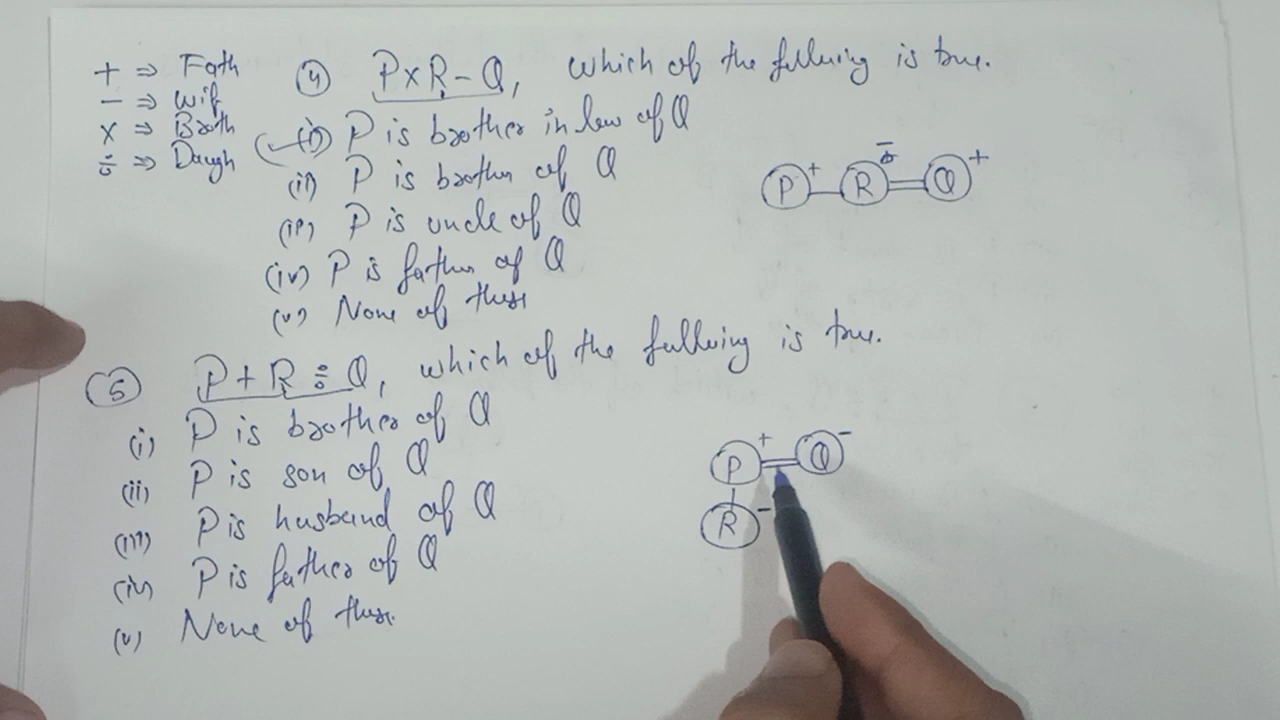 + ⇒ Fath
- ⇒ Wif
x ⇒ Broth
÷ ⇒ Daugh
(4) P x R - Q, which of the following is true.
(i) P is brother in law of Q
(ii) P is brother of Q
(iii) P is uncle of Q
(iv) P is father of Q
(v) None of these
P+ R- Q+
(5) P + R ÷ Q, which of the following is true.
(i) P is brother of Q
(ii) P is son of Q
(iii) P is husband of Q
(iv) P is father of Q
(v) None of these.
P+ Q-
R-